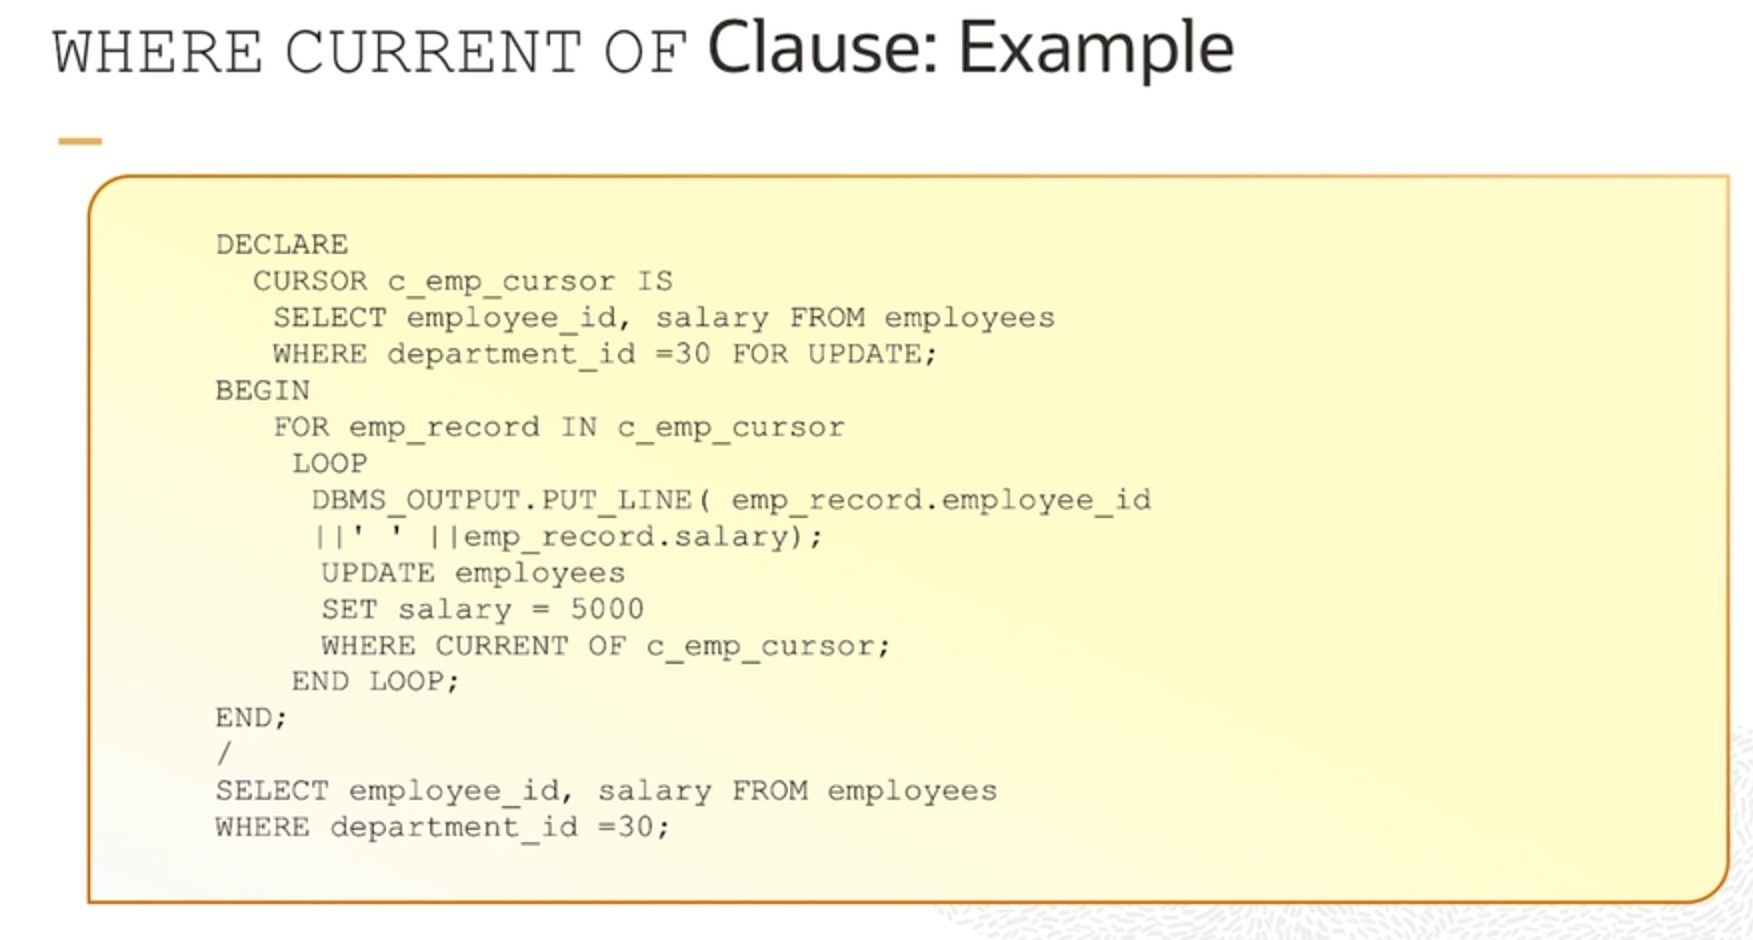 WHERE CURRENT OF Clause: Example
DECLARE
CURSOR c_emp_cursor IS
SELECT employee_id, salary FROM employees
WHERE department_id =30 FOR UPDATE;
BEGIN
FOR emp_record IN c_emp_cursor
LOOP
DBMS_OUTPUT.PUT_LINE( emp_record.employee_id
||' ' ||emp_record.salary);
UPDATE employees
SET salary = 5000
WHERE CURRENT OF c_emp_cursor;
END LOOP;
END;
/
SELECT employee_id, salary FROM employees
WHERE department_id =30;